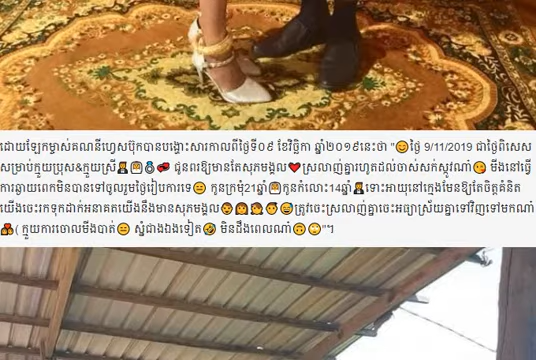 ដោយឡែកម្ចាស់គណនីហ្វេសប៊ុកបានបង្ហោះសារកាលពីថ្ងៃទី០៩ ខែវិច្ឆិកា ឆ្នាំ២០១៩នេះថា "😊ថ្ងៃ 9/11/2019 ជាថ្ងៃពិសេស
សម្រាប់ក្មួយប្រុស&ក្មួយស្រី🤵👰💍💏 ជូនពរឱ្យមានតែសុភមង្គល❤️ស្រលាញ់គ្នារហូតដល់ចាស់សក់ស្កូវណ៎ា😘 មីងនៅធ្វើ
ការឆ្ងាយពេកមិនបានទៅចូលរួមថ្ងៃរៀបការទេ😑 កូនក្រមុំ21ឆ្នាំ👰កូនកំលោះ14ឆ្នាំ🤵ទោះអាយុនៅក្មេងមែនឱ្យតែចិត្តគំនិត
យើងចេះរកទុកដាក់អនាគតយើងនឹងមានសុភមង្គល👨👩👧👦😅ត្រូវចេះស្រលាញ់គ្នាចេះអធ្យាស្រ័យគ្នាទៅវិញទៅមកណ៎ា
💑( ក្មួយការចោលមីងបាត់😑 ស្នំជាងឯងទៀត🤣 មិនដឹងពេលណា៎🙃🙄"។